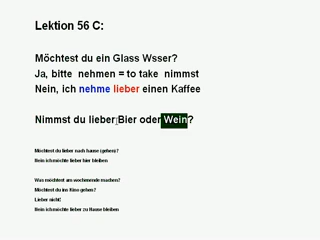 Lektion 56 C:
Möchtest du ein Glass Wsser?
Ja, bitte nehmen = to take nimmst
Nein, ich nehme lieber einen Kaffee
Nimmst du lieber Bier oder Wein?
Möchtest du lieber nach hause (gehen)?
Nein ich möchte lieber hier bleiben
Was möchtest am wochenende machen?
Möchtest du ins Kino gehen?
Lieber nicht!
Nein ich möchte lieber zu Hause bleiben